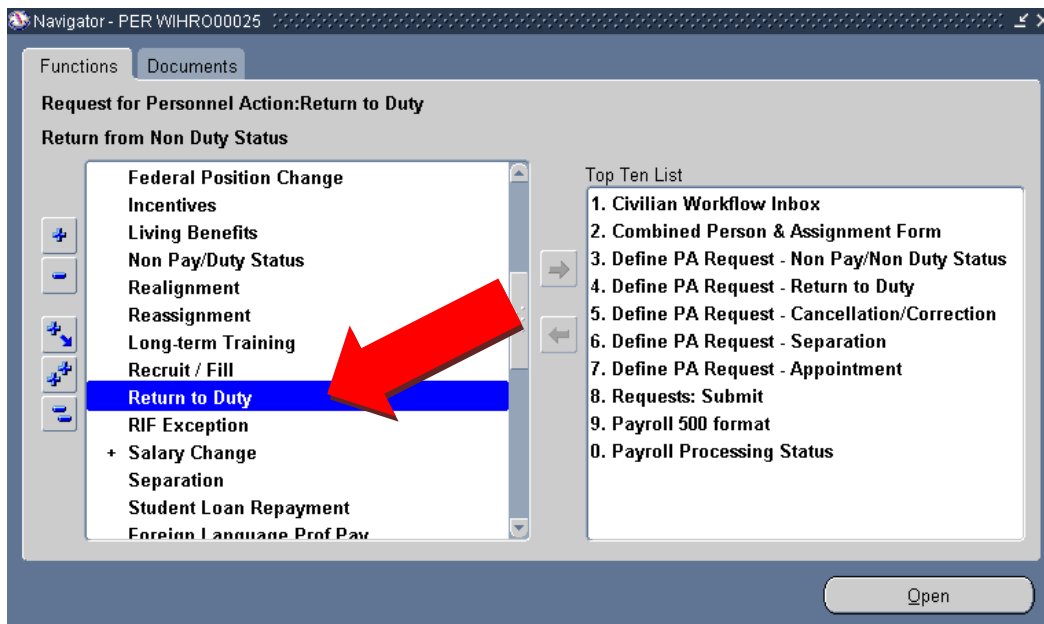 Navigator - PER WIHRO00025
Functions
Documents
Request for Personnel Action:Return to Duty
Return from Non Duty Status
Federal Position Change
Incentives
Living Benefits
Non Pay/Duty Status
Realignment
Reassignment
Long-term Training
Recruit / Fill
Return to Duty
RIF Exception
+ Salary Change
Separation
Student Loan Repayment
Foreign Language Prof Pay
Top Ten List
1. Civilian Workflow Inbox
2. Combined Person & Assignment Form
3. Define PA Request - Non Pay/Non Duty Status
4. Define PA Request - Return to Duty
5. Define PA Request - Cancellation/Correction
6. Define PA Request - Separation
7. Define PA Request - Appointment
8. Requests: Submit
9. Payroll 500 format
0. Payroll Processing Status
Open